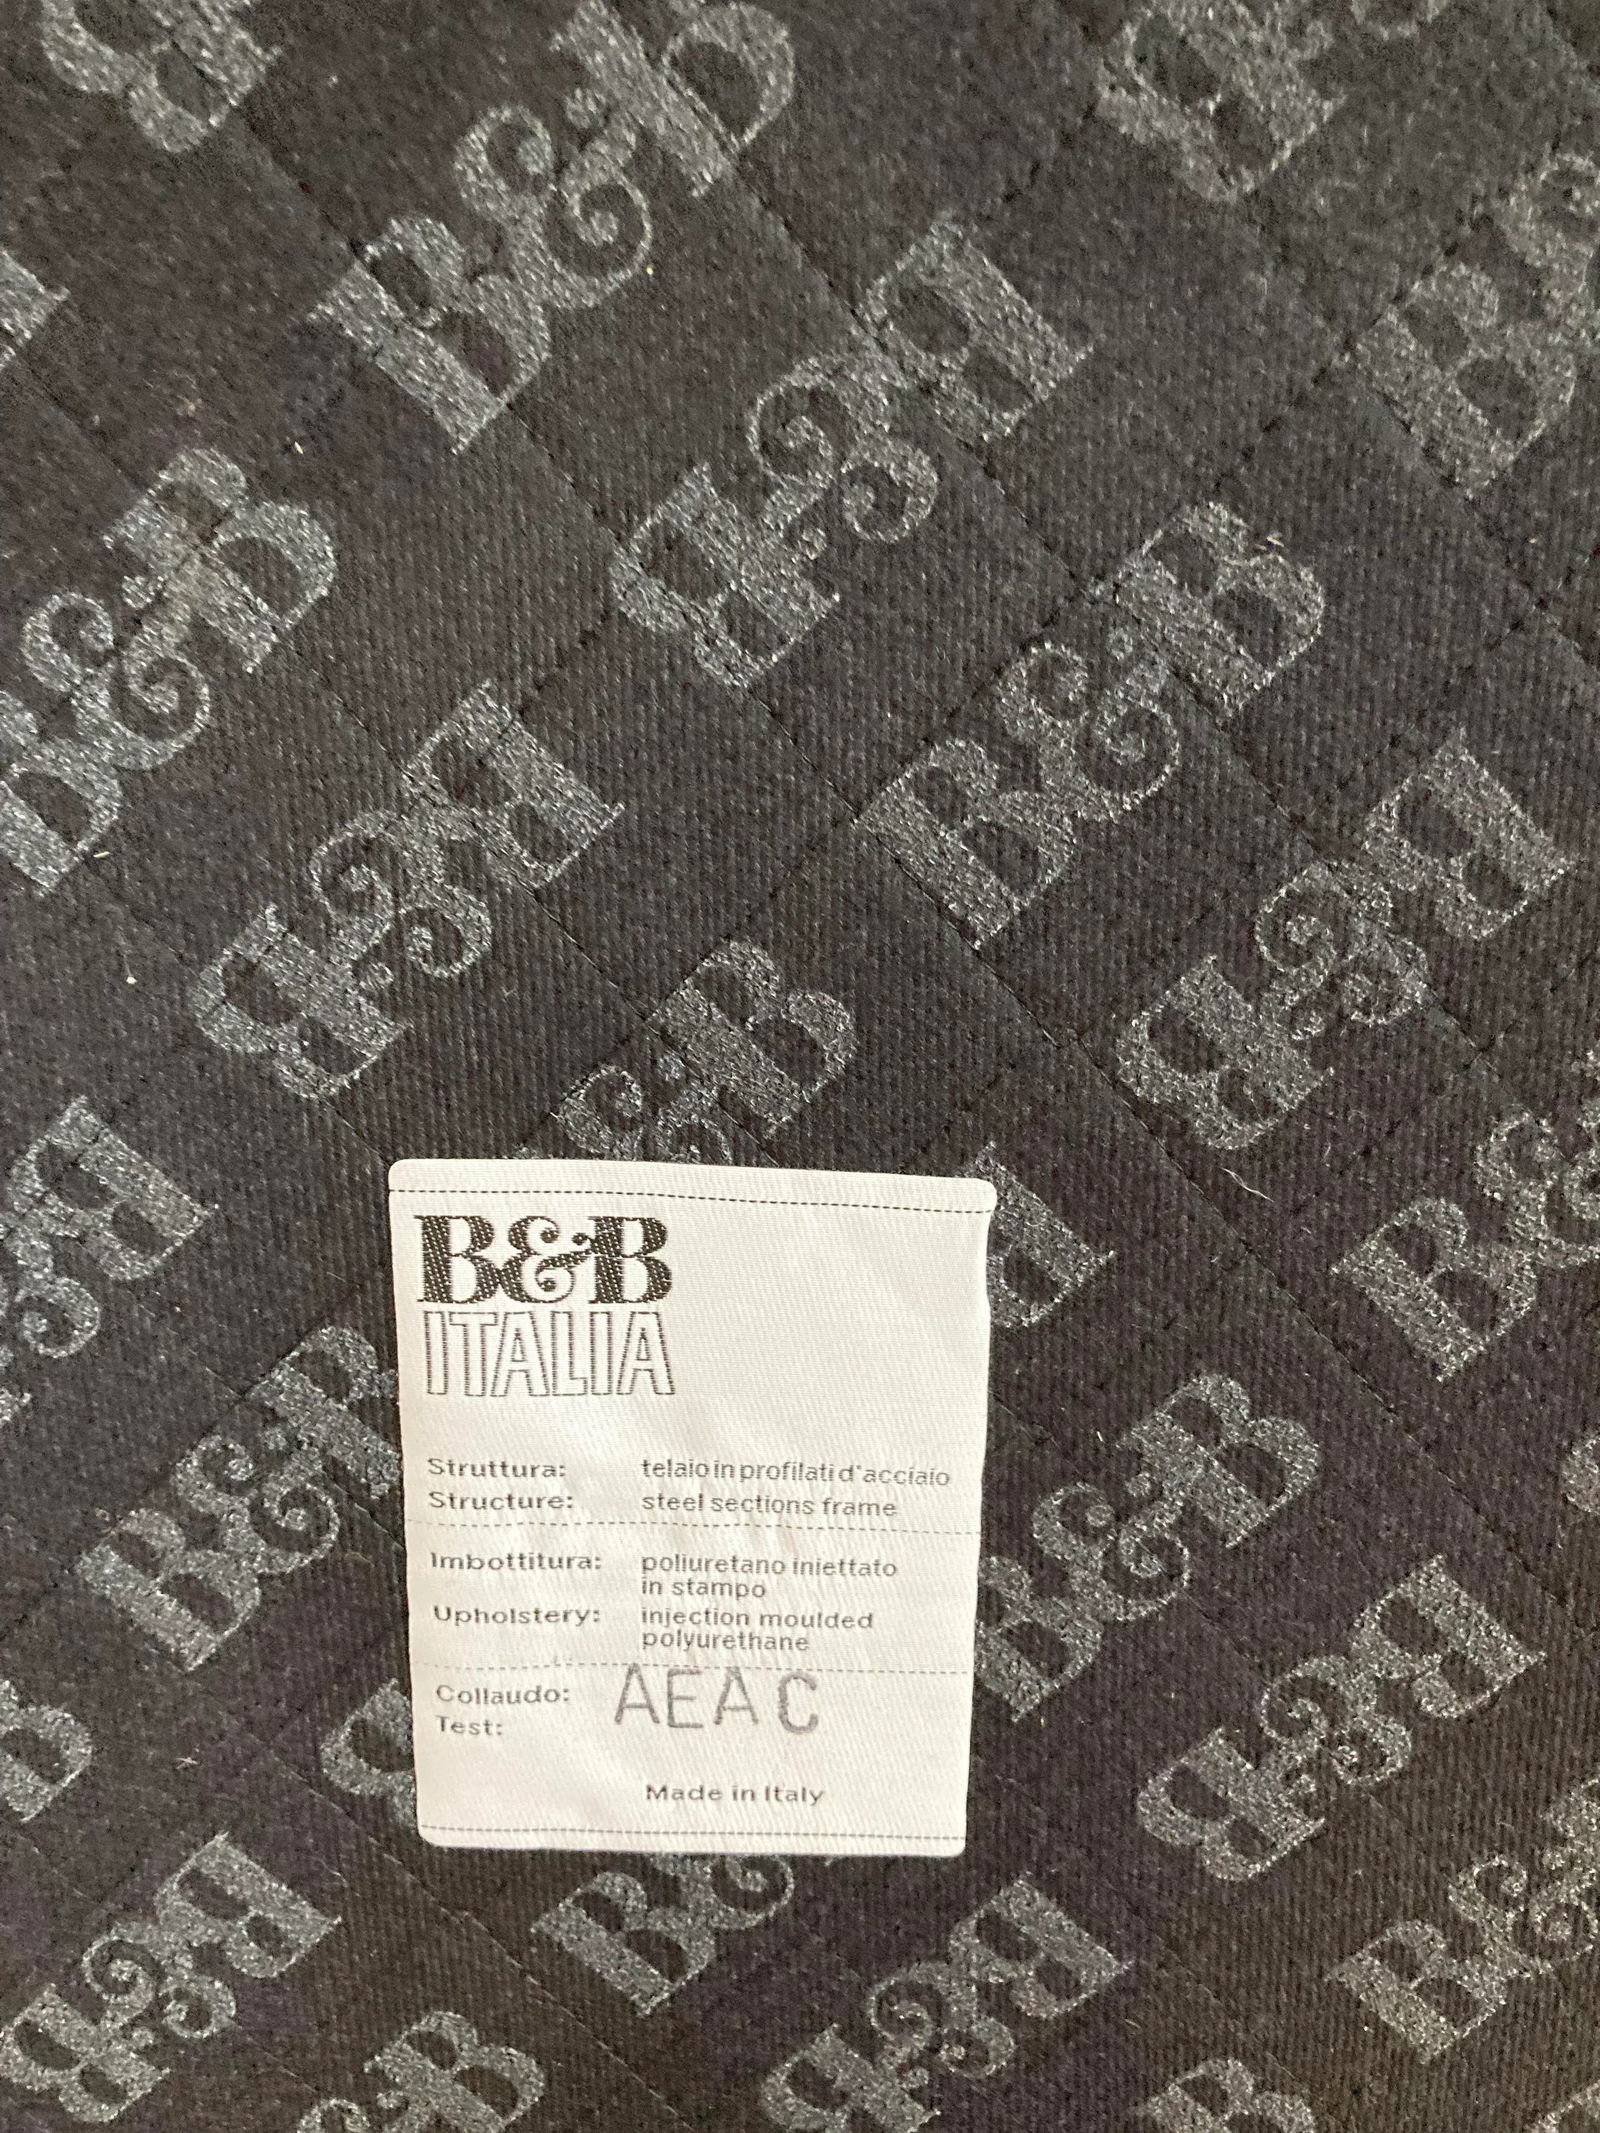 B&B
ITALIA
Struttura: telaio in profilati d'acciaio
Structure: steel sections frame
Imbottitura: poliuretano iniettato
in stampo
Upholstery: injection moulded
polyurethane
Collaudo: AEAC
Test:
Made in Italy
B&B
B&B
B&B
B&B
B&B
B&B
B&B
B&B
B&B
B&B
B&B
B&B
B&B
B&B